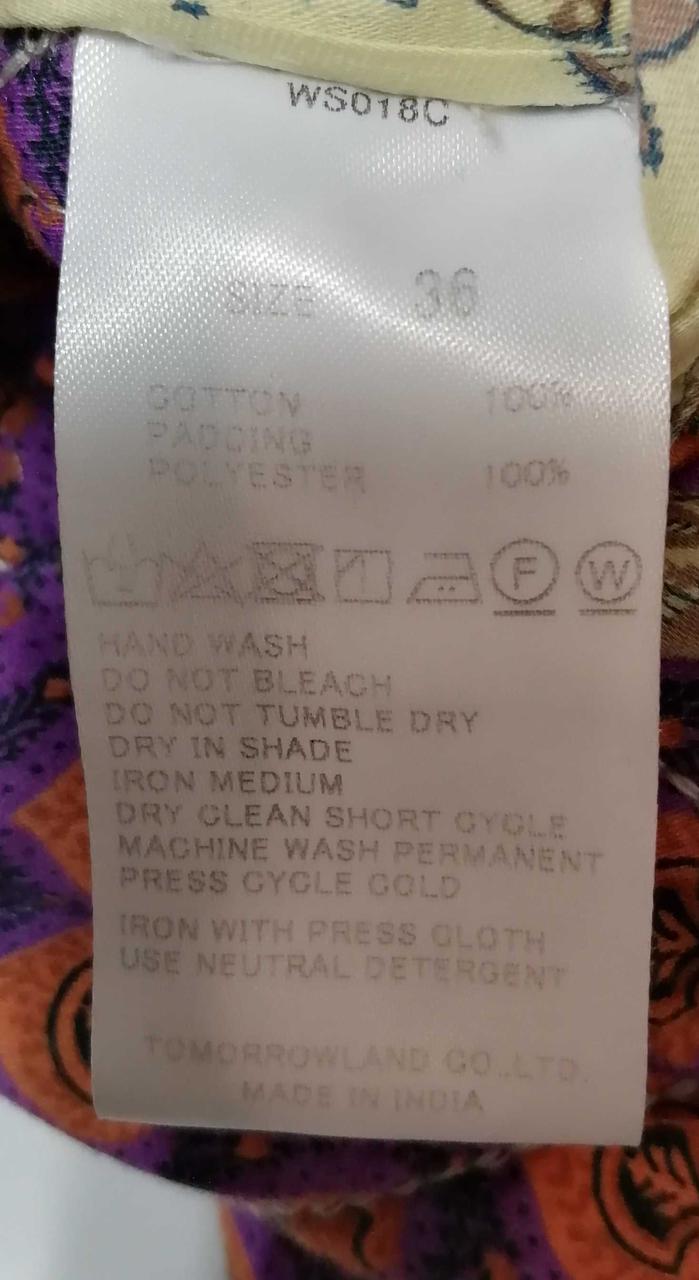 WS018C
SIZE 36
COTTON 100%
PADDING
POLYESTER 100%
F W
HAND WASH
DO NOT BLEACH
DO NOT TUMBLE DRY
DRY IN SHADE
IRON MEDIUM
DRY CLEAN SHORT CYCLE
MACHINE WASH PERMANENT
PRESS CYCLE COLD
IRON WITH PRESS CLOTH
USE NEUTRAL DETERGENT
TOMORROWLAND CO.,LTD.
MADE IN INDIA